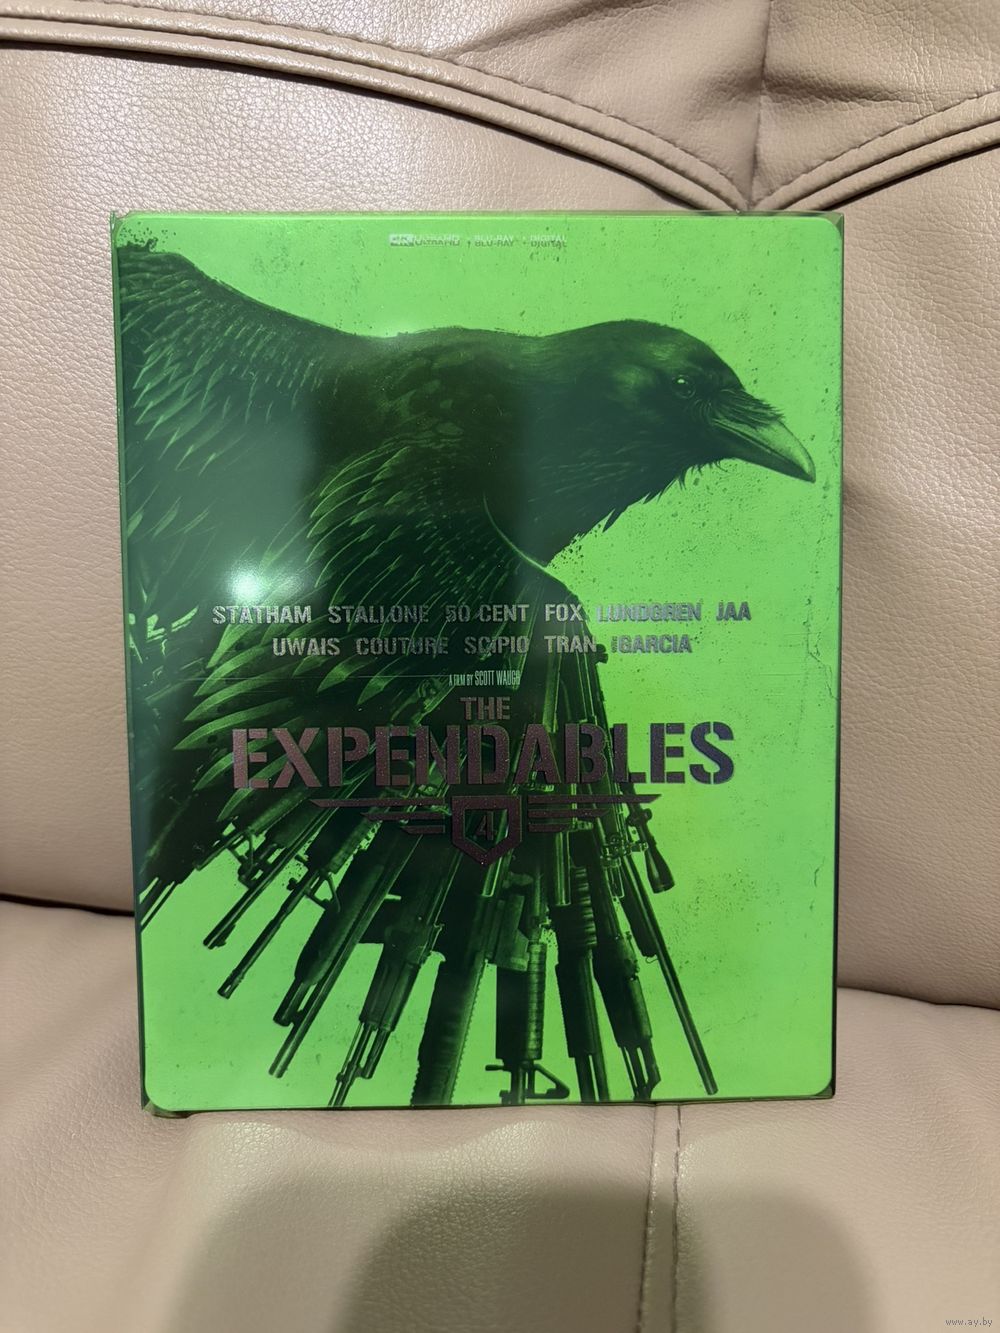 4K ULTRA HD • BLU-RAY • DIGITAL
STATHAM STALLONE 50 CENT FOX LUNDGREN JAA
UWAIS COUTURE SCIPIO TRAN GARCIA
A FILM BY SCOTT WAUGH
THE
EXPENDABLES
4
www.ay.by